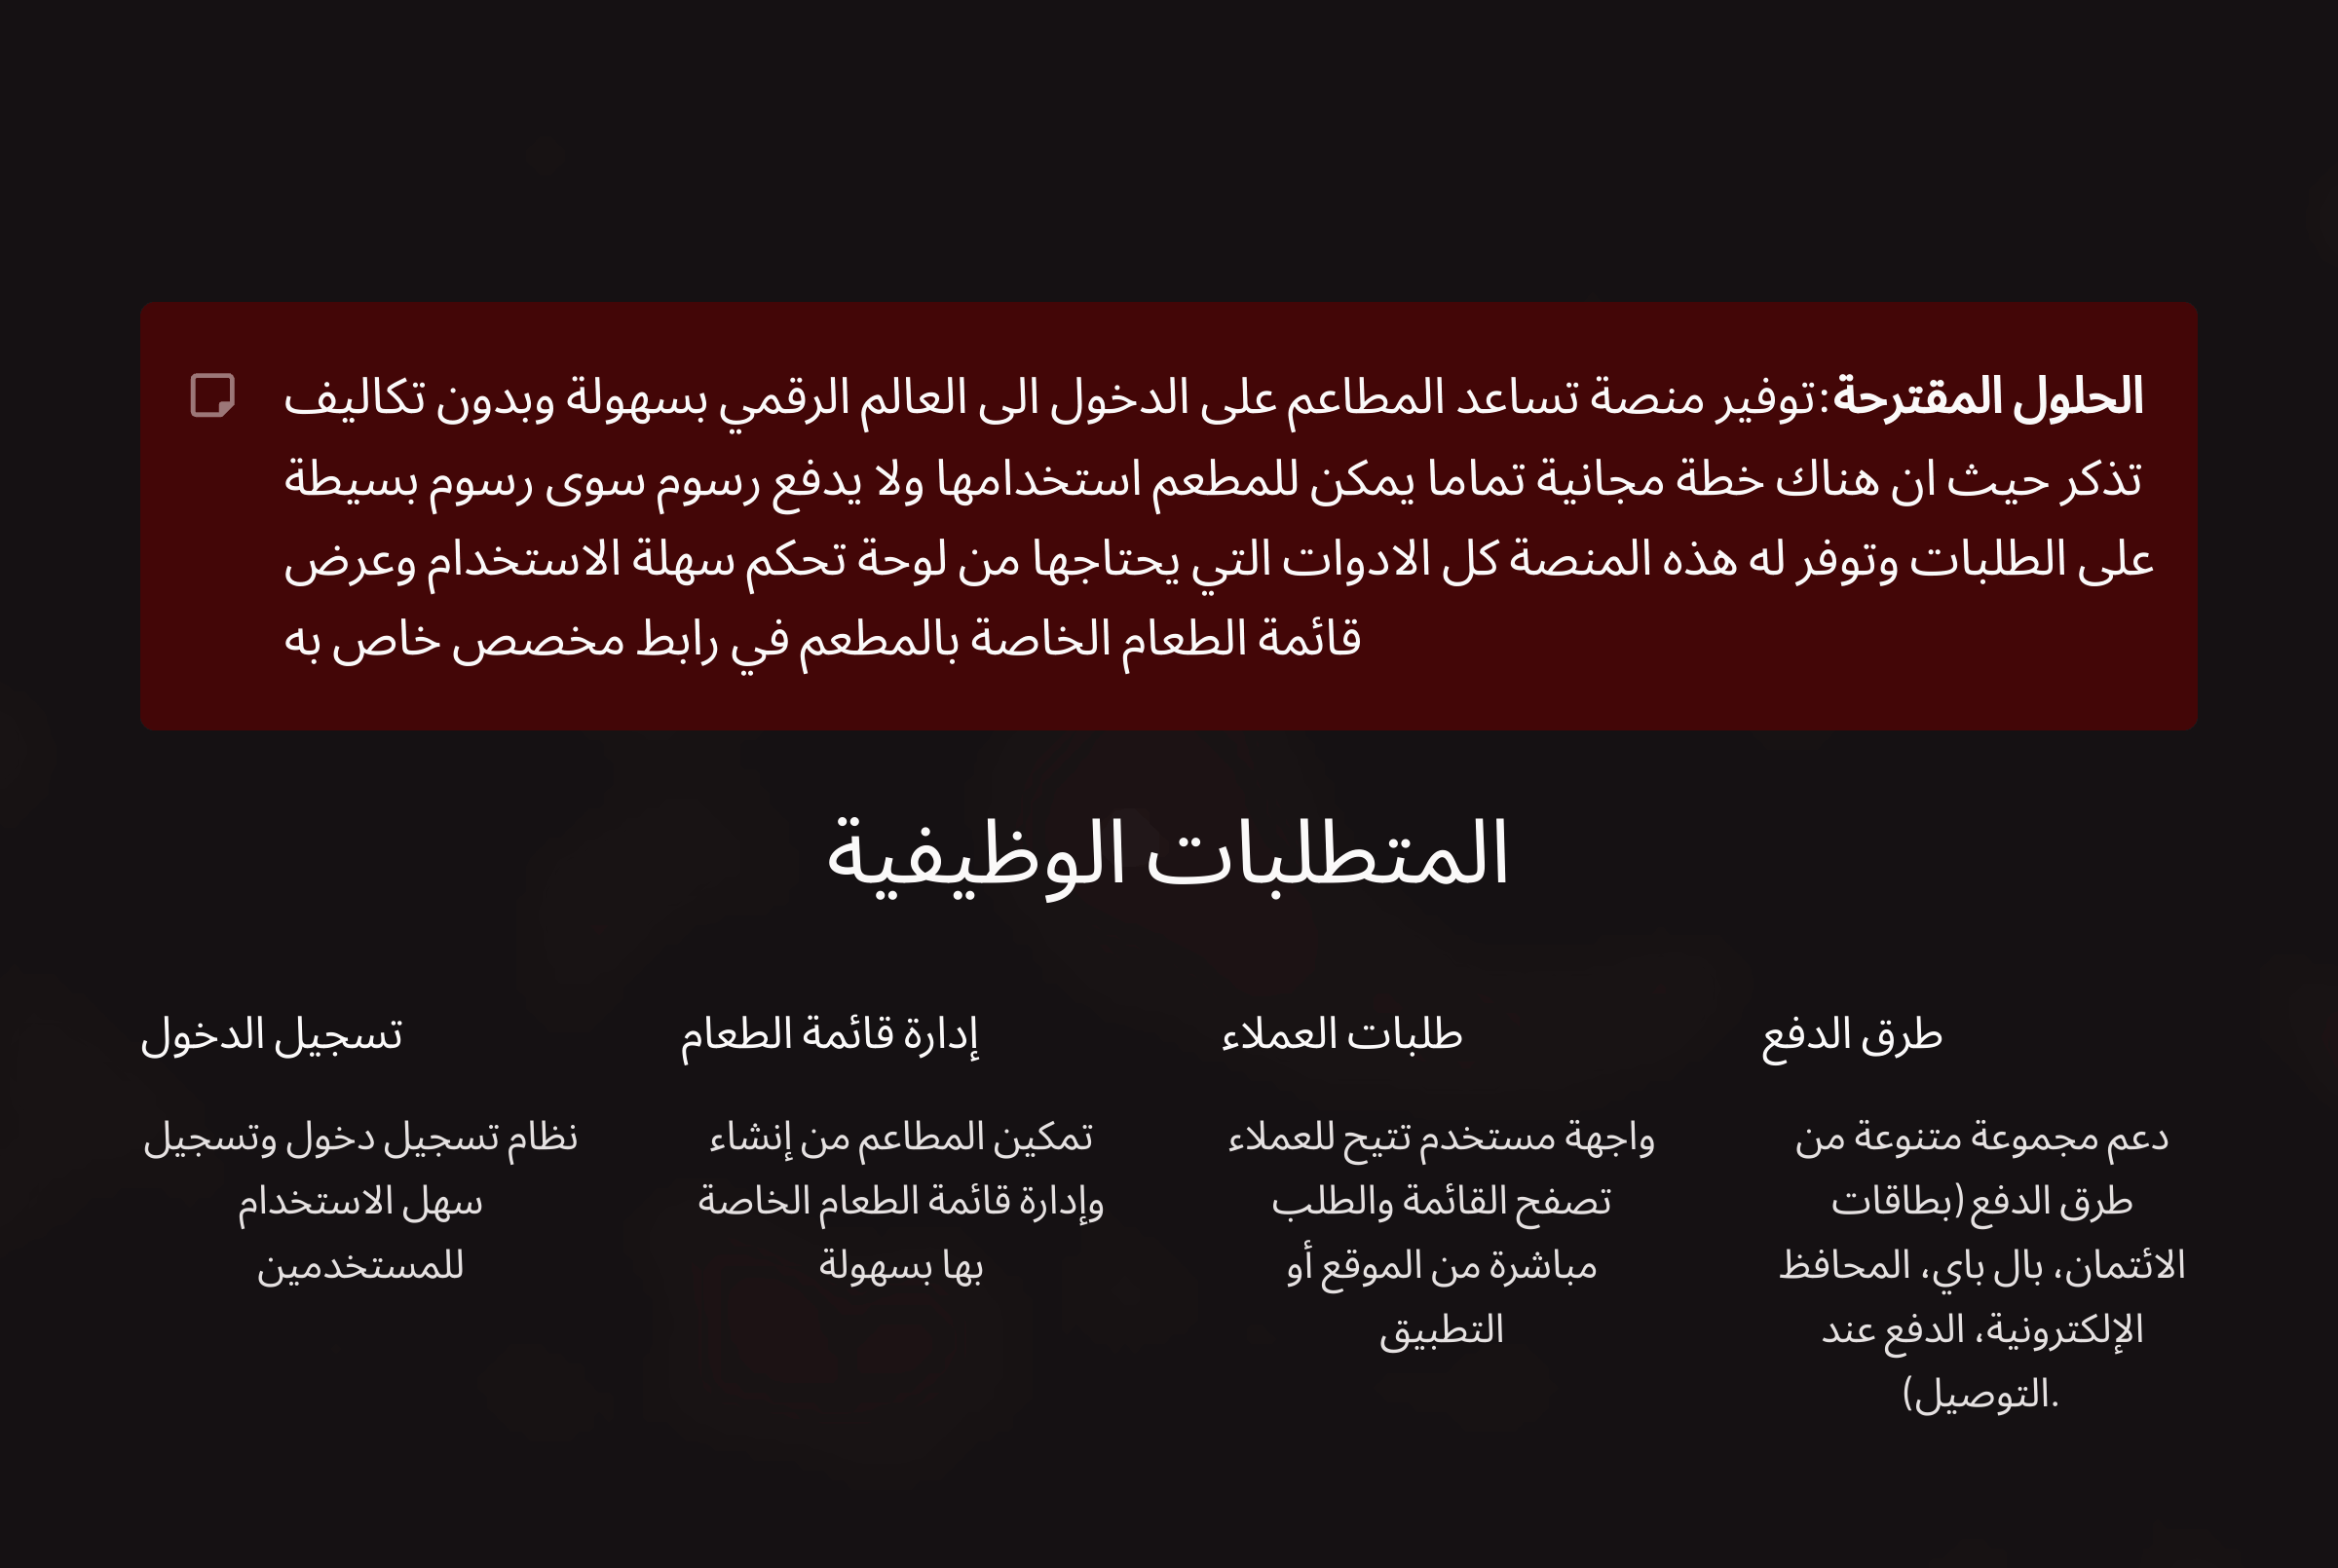 الحلول المقترحة: توفير منصة تساعد المطاعم على الدخول الى العالم الرقمي بسهولة وبدون تكاليف
تذكر حيث ان هناك خطة مجانية تماما يمكن للمطعم استخدامها ولا يدفع رسوم سوى رسوم بسيطة
على الطلبات وتوفر له هذه المنصة كل الادوات التي يحتاجها من لوحة تحكم سهلة الاستخدام وعرض
قائمة الطعام الخاصة بالمطعم في رابط مخصص خاص به
المتطلبات الوظيفية
طرق الدفع
دعم مجموعة متنوعة من
طرق الدفع (بطاقات
الائتمان، بال باي، المحافظ
الإلكترونية، الدفع عند
التوصيل).
طلبات العملاء
واجهة مستخدم تتيح للعملاء
تصفح القائمة والطلب
مباشرة من الموقع أو
التطبيق
إدارة قائمة الطعام
تمكين المطاعم من إنشاء
وإدارة قائمة الطعام الخاصة
بها بسهولة
تسجيل الدخول
نظام تسجيل دخول وتسجيل
سهل الاستخدام
للمستخدمين